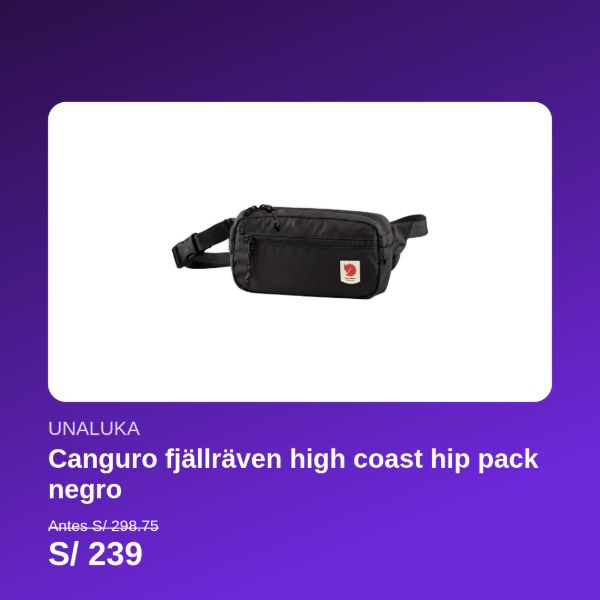 UNALUKA
Canguro fjällräven high coast hip pack
negro
Antes S/ 298.75
S/ 239